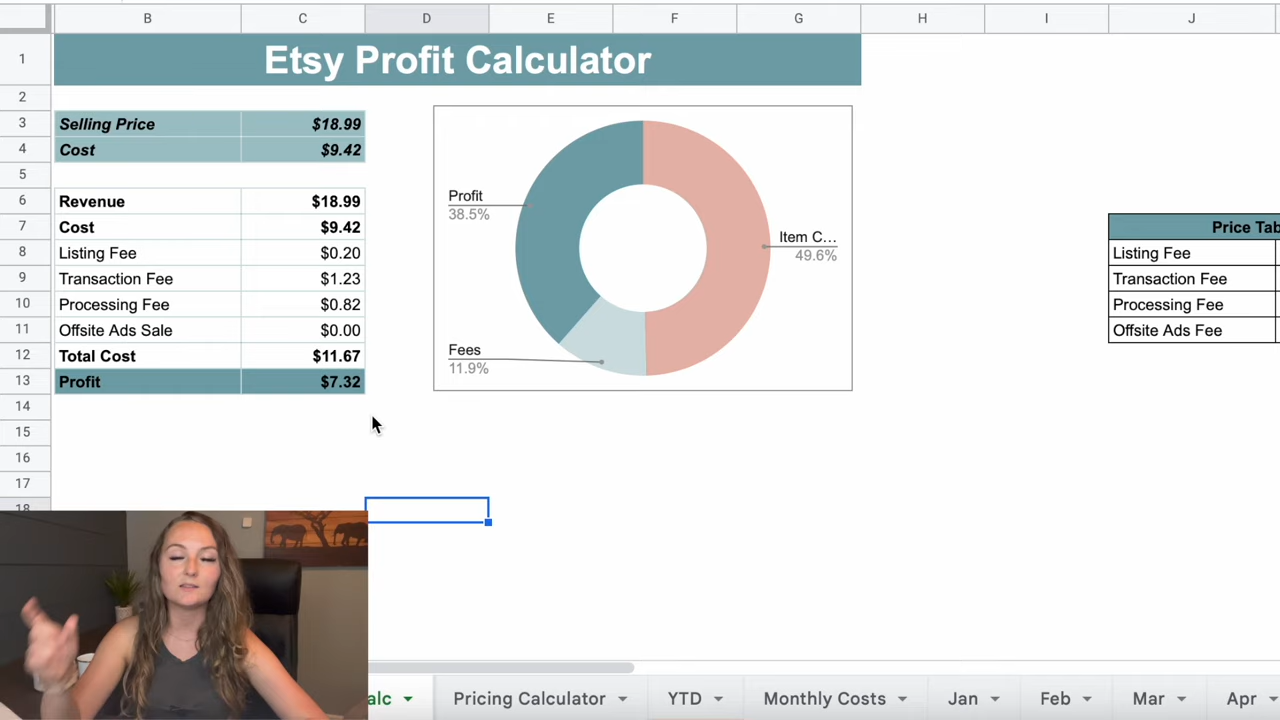 B C D E F G H I J
1 Etsy Profit Calculator
2
3 Selling Price $18.99
4 Cost $9.42
5
6 Revenue $18.99
7 Cost $9.42
8 Listing Fee $0.20
9 Transaction Fee $1.23
10 Processing Fee $0.82
11 Offsite Ads Sale $0.00
12 Total Cost $11.67
13 Profit $7.32
14
15
16
17
18
Profit
38.5%
Item C...
49.6%
Fees
11.9%
Price Tab
Listing Fee
Transaction Fee
Processing Fee
Offsite Ads Fee
alc Pricing Calculator YTD Monthly Costs Jan Feb Mar Apr